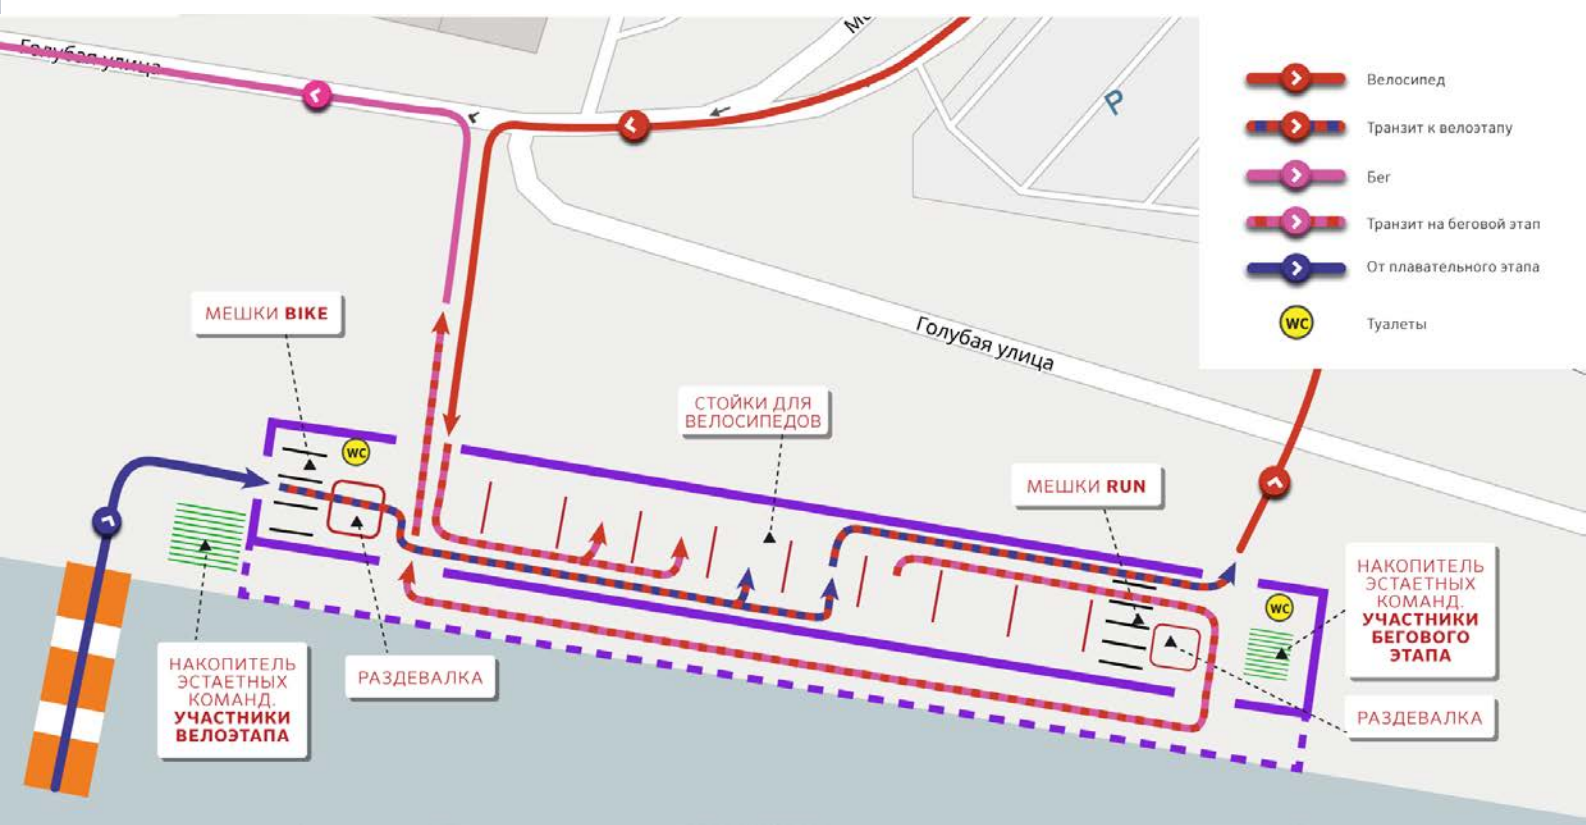 Голубая улица
P
Велосипед
Транзит к велоэтапу
Бег
Транзит на беговой этап
От плавательного этапа
WC
Туалеты
МЕШКИ BIKE
Голубая улица
СТОЙКИ ДЛЯ
ВЕЛОСИПЕДОВ
WC
МЕШКИ RUN
НАКОПИТЕЛЬ
ЭСТАЕТНЫХ
КОМАНД.
УЧАСТНИКИ
БЕГОВОГО
ЭТАПА
WC
НАКОПИТЕЛЬ
ЭСТАЕТНЫХ
КОМАНД.
УЧАСТНИКИ
ВЕЛОЭТАПА
РАЗДЕВАЛКА
РАЗДЕВАЛКА